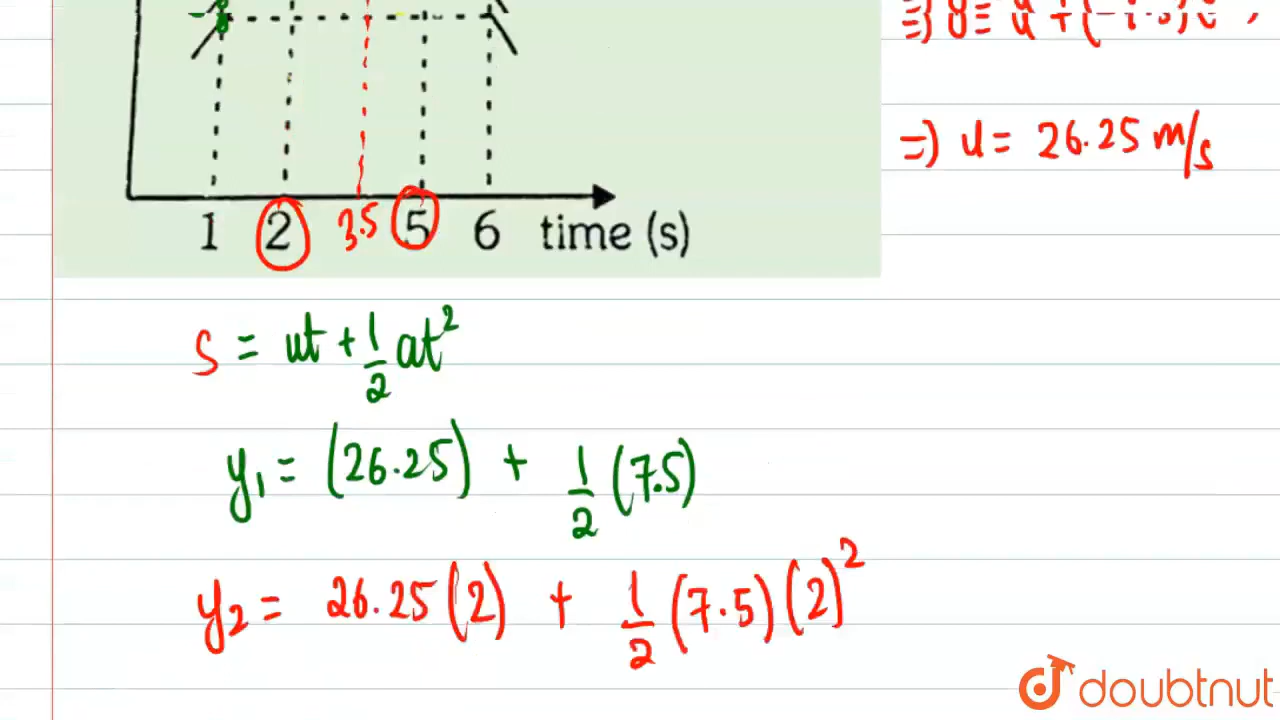 ⇒ u = 26.25 m/s
1 2 3.5 5 6 time (s)
s = ut + 1/2 at²
y₁ = (26.25) + 1/2 (7.5)
y₂ = 26.25 (2) + 1/2 (7.5) (2)²
doubtnut